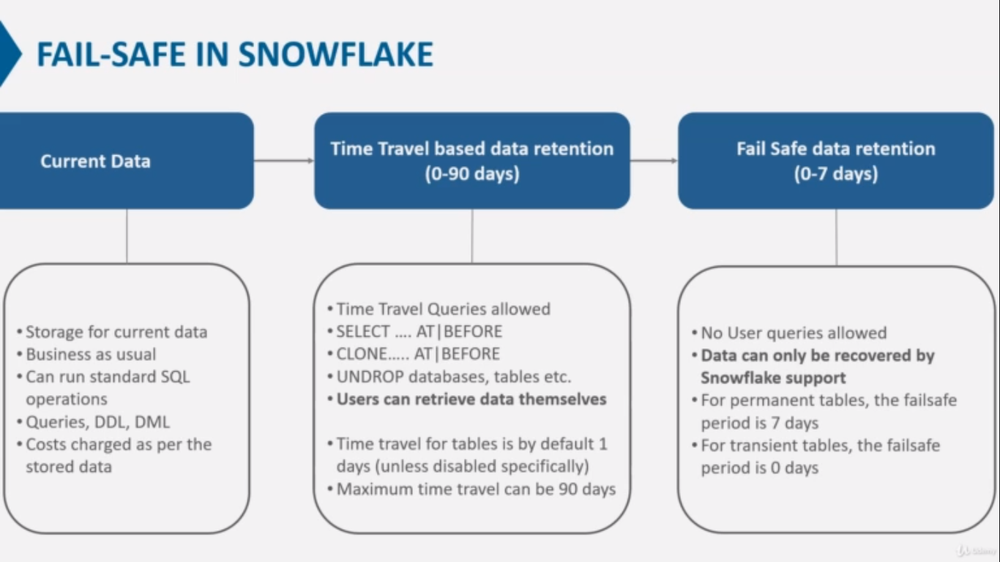 FAIL-SAFE IN SNOWFLAKE
Current Data
Time Travel based data retention
(0-90 days)
Fail Safe data retention
(0-7 days)
• Storage for current data
• Business as usual
• Can run standard SQL
operations
• Queries, DDL, DML
• Costs charged as per the
stored data
• Time Travel Queries allowed
• SELECT .... AT|BEFORE
• CLONE..... AT|BEFORE
• UNDROP databases, tables etc.
• Users can retrieve data themselves
• Time travel for tables is by default 1
days (unless disabled specifically)
• Maximum time travel can be 90 days
• No User queries allowed
• Data can only be recovered by
Snowflake support
• For permanent tables, the failsafe
period is 7 days
• For transient tables, the failsafe
period is 0 days
Udemy